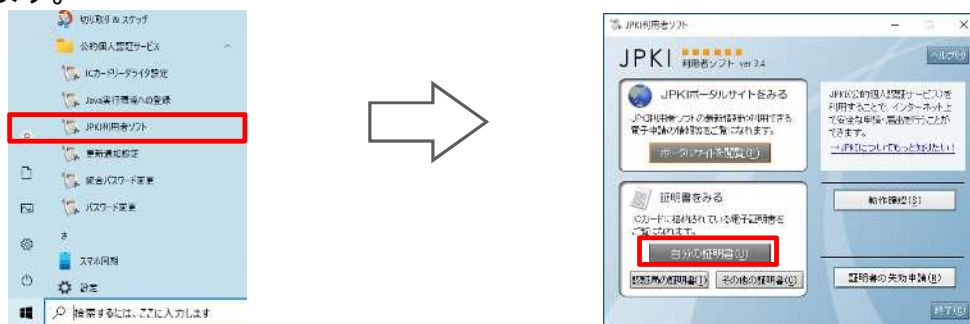 ます。
切り取り & スケッチ
公的個人認証サービス
ICカードリーダライタ設定
Java実行環境への登録
JPKI利用者ソフト
更新通知設定
統合パスワード変更
パスワード変更
さ
スマホ同期
設定
検索するには、ここに入力します
JPKI利用者ソフト
JPKI 利用者ソフト ver 3.4
ヘルプ(H)
JPKIポータルサイトをみる
JPKI利用者ソフトの最新情報や利用できる
電子申請の情報等をご覧になれます。
ポータルサイトを閲覧(P)
JPKI(公的個人認証サービス)を
利用することで、インターネット上
で安全な申請・届出を行うことが
できます。
→JPKIについてもっと知りたい!
証明書をみる
ICカードに格納されている電子証明書を
ご覧になれます。
自分の証明書(U)
認証局の証明書(T)
その他の証明書(O)
動作確認(S)
証明書の失効申請(R)
終了(E)